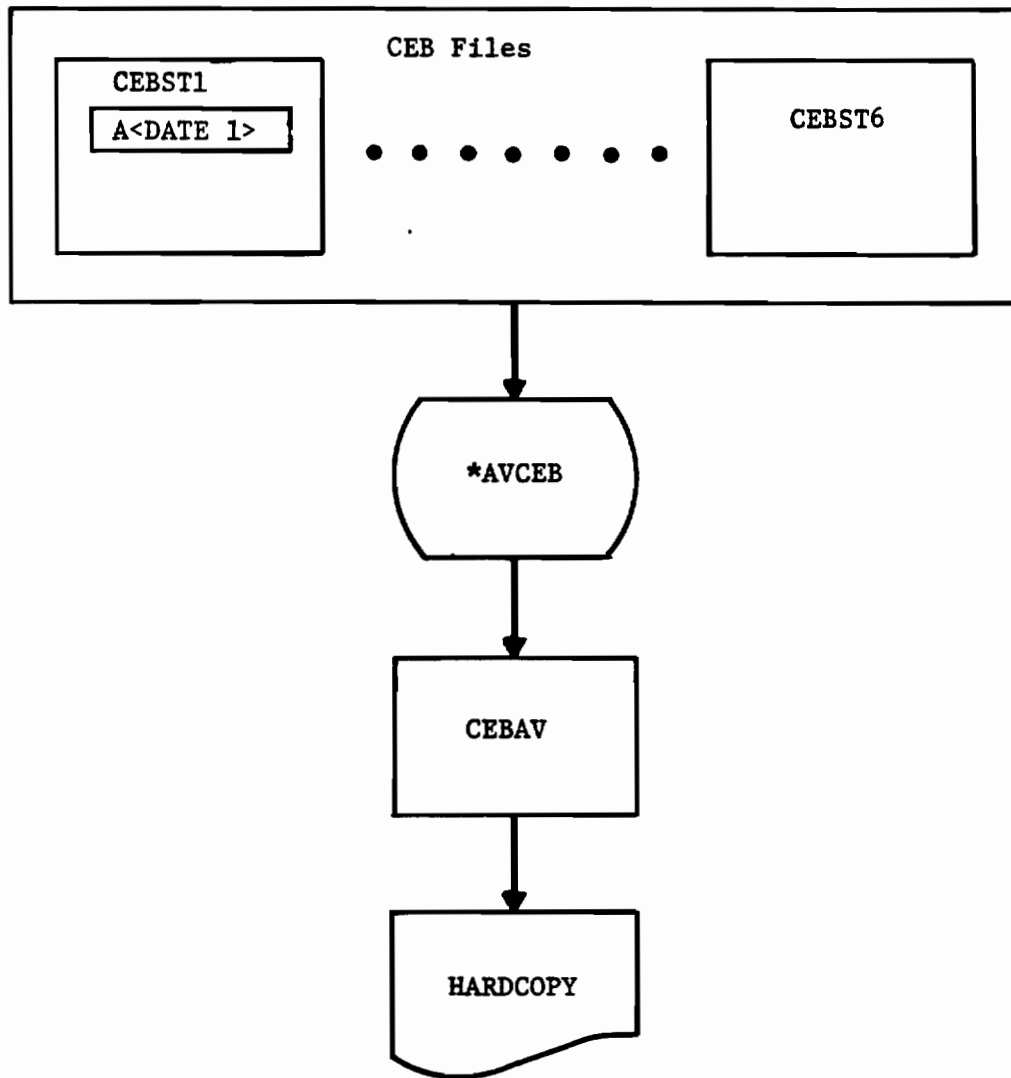 CEB Files
CEBST1
A<DATE 1>
CEBST6
*AVCEB
CEBAV
HARDCOPY